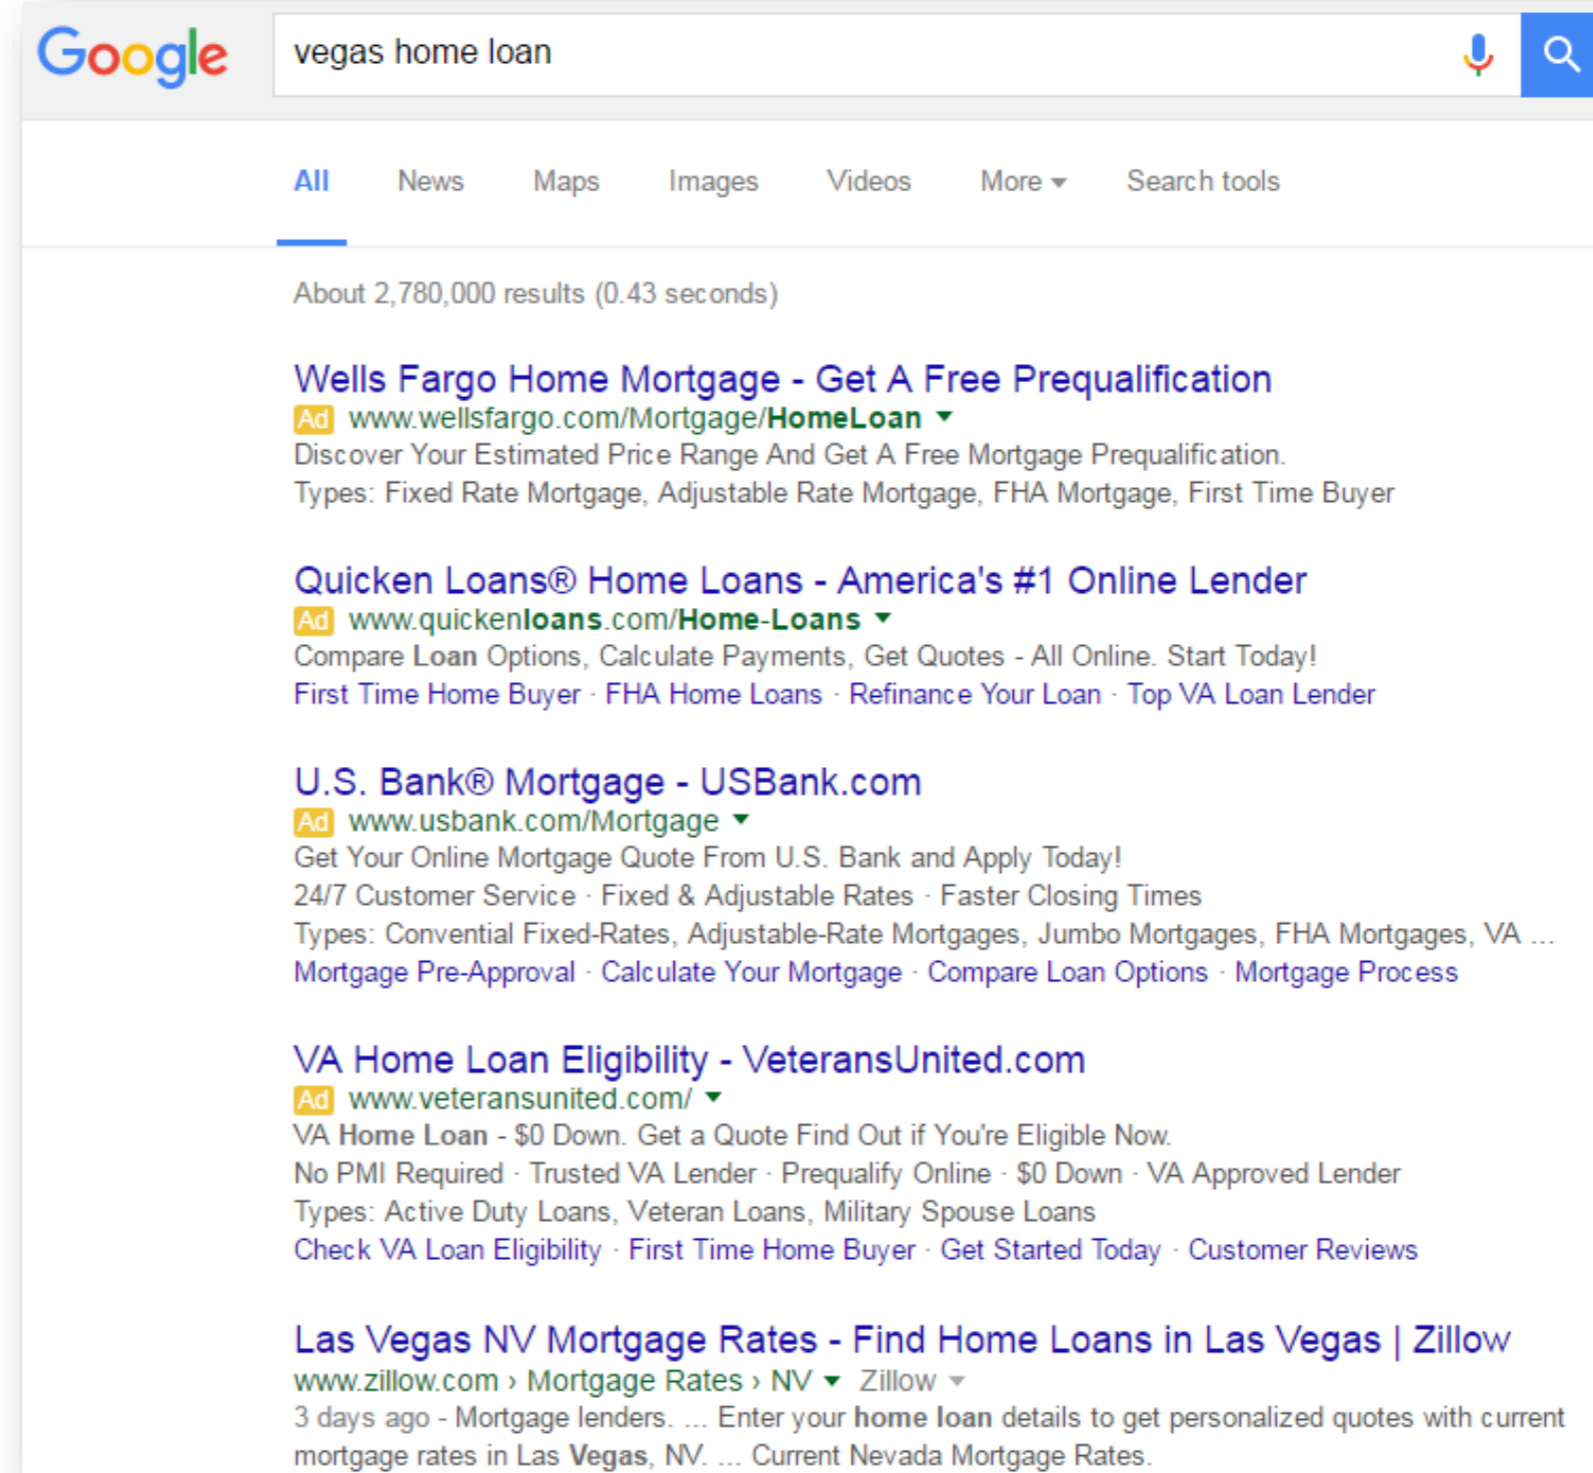 Google vegas home loan
All News Maps Images Videos More Search tools
About 2,780,000 results (0.43 seconds)
Wells Fargo Home Mortgage - Get A Free Prequalification
Ad www.wellsfargo.com/Mortgage/HomeLoan
Discover Your Estimated Price Range And Get A Free Mortgage Prequalification.
Types: Fixed Rate Mortgage, Adjustable Rate Mortgage, FHA Mortgage, First Time Buyer
Quicken Loans® Home Loans - America's #1 Online Lender
Ad www.quickenloans.com/Home-Loans
Compare Loan Options, Calculate Payments, Get Quotes - All Online. Start Today!
First Time Home Buyer · FHA Home Loans · Refinance Your Loan · Top VA Loan Lender
U.S. Bank® Mortgage - USBank.com
Ad www.usbank.com/Mortgage
Get Your Online Mortgage Quote From U.S. Bank and Apply Today!
24/7 Customer Service · Fixed & Adjustable Rates · Faster Closing Times
Types: Convential Fixed-Rates, Adjustable-Rate Mortgages, Jumbo Mortgages, FHA Mortgages, VA ...
Mortgage Pre-Approval · Calculate Your Mortgage · Compare Loan Options · Mortgage Process
VA Home Loan Eligibility - VeteransUnited.com
Ad www.veteransunited.com/
VA Home Loan - $0 Down. Get a Quote Find Out if You're Eligible Now.
No PMI Required · Trusted VA Lender · Prequalify Online · $0 Down · VA Approved Lender
Types: Active Duty Loans, Veteran Loans, Military Spouse Loans
Check VA Loan Eligibility · First Time Home Buyer · Get Started Today · Customer Reviews
Las Vegas NV Mortgage Rates - Find Home Loans in Las Vegas | Zillow
www.zillow.com › Mortgage Rates › NV Zillow
3 days ago - Mortgage lenders. ... Enter your home loan details to get personalized quotes with current
mortgage rates in Las Vegas, NV. ... Current Nevada Mortgage Rates.